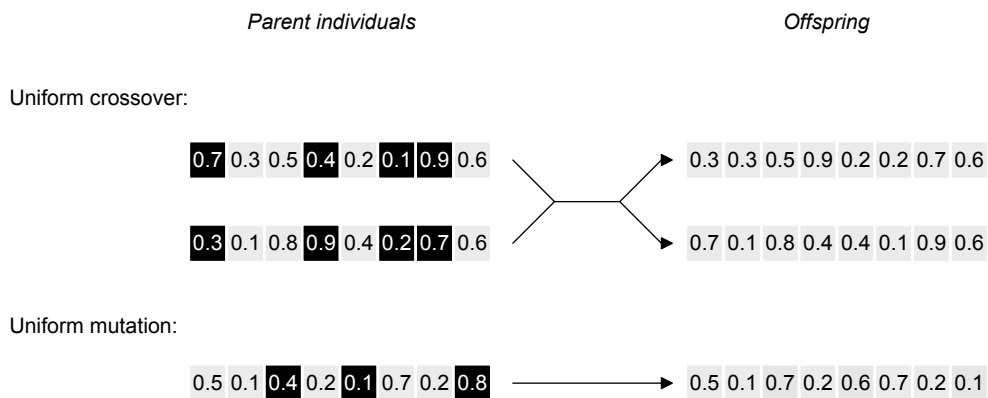 Parent individuals Offspring
Uniform crossover:
0.7 0.3 0.5 0.4 0.2 0.1 0.9 0.6 0.3 0.3 0.5 0.9 0.2 0.2 0.7 0.6
0.3 0.1 0.8 0.9 0.4 0.2 0.7 0.6 0.7 0.1 0.8 0.4 0.4 0.1 0.9 0.6
Uniform mutation:
0.5 0.1 0.4 0.2 0.1 0.7 0.2 0.8 0.5 0.1 0.7 0.2 0.6 0.7 0.2 0.1